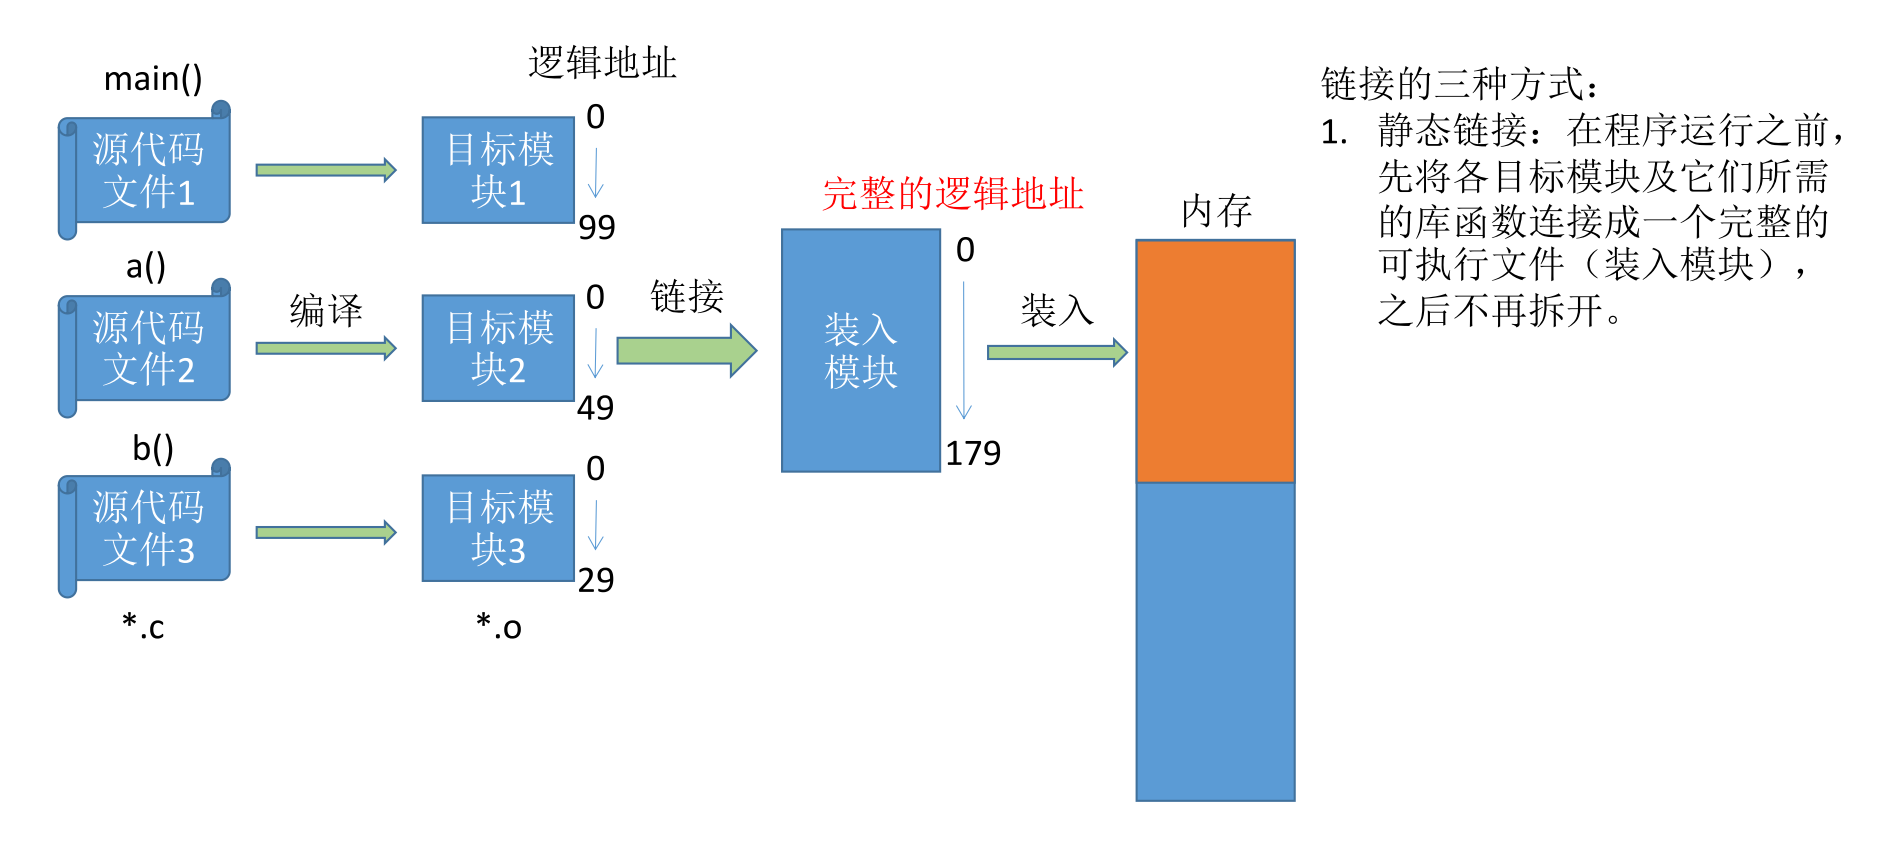 main()
源代码
文件1
a()
源代码
文件2
b()
源代码
文件3
*.c
编译
逻辑地址
目标模
块1
0
99
目标模
块2
0
49
目标模
块3
0
29
*.o
链接
完整的逻辑地址
装入
模块
0
179
装入
内存
链接的三种方式：
1. 静态链接：在程序运行之前，
先将各目标模块及它们所需
的库函数连接成一个完整的
可执行文件（装入模块），
之后不再拆开。